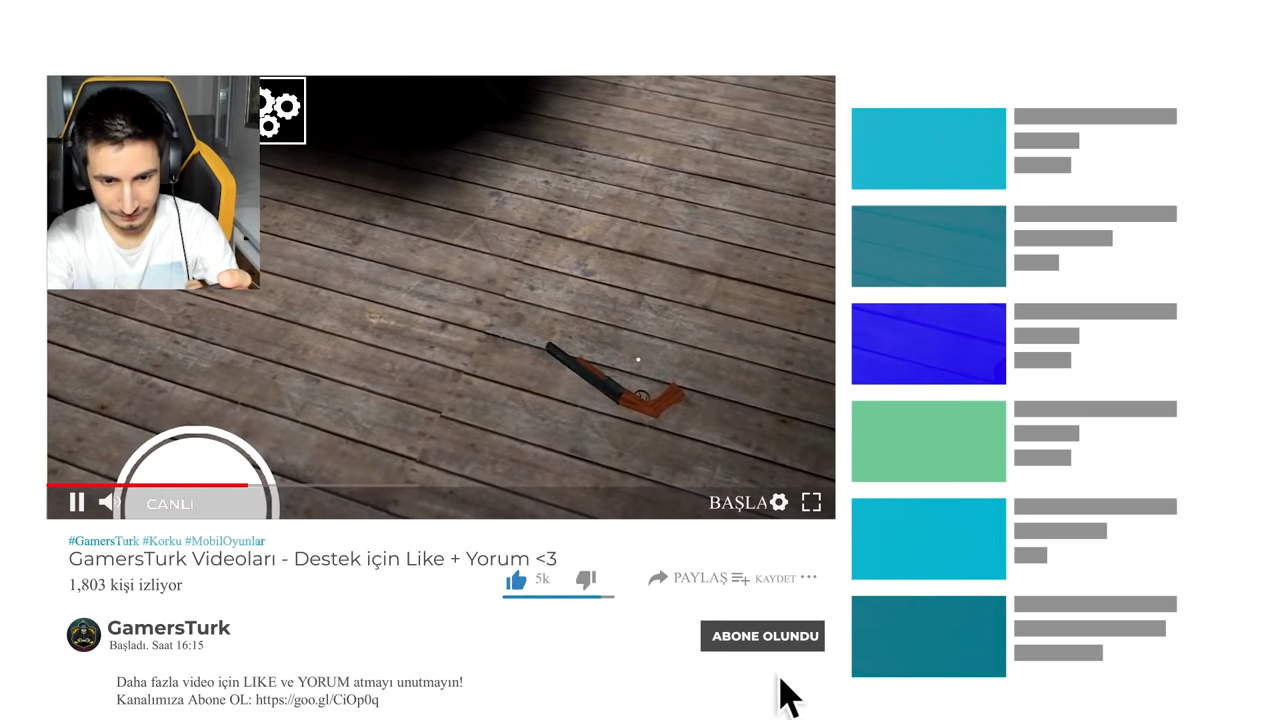 CANLI
BAŞLA
#GamersTurk #Korku #MobilOyunlar
GamersTurk Videoları - Destek için Like + Yorum <3
1,803 kişi izliyor
5k
PAYLAŞ
KAYDET
GamersTurk
Başladı. Saat 16:15
ABONE OLUNDU
Daha fazla video için LIKE ve YORUM atmayı unutmayın!
Kanalımıza Abone OL: https://goo.gl/CiOp0q